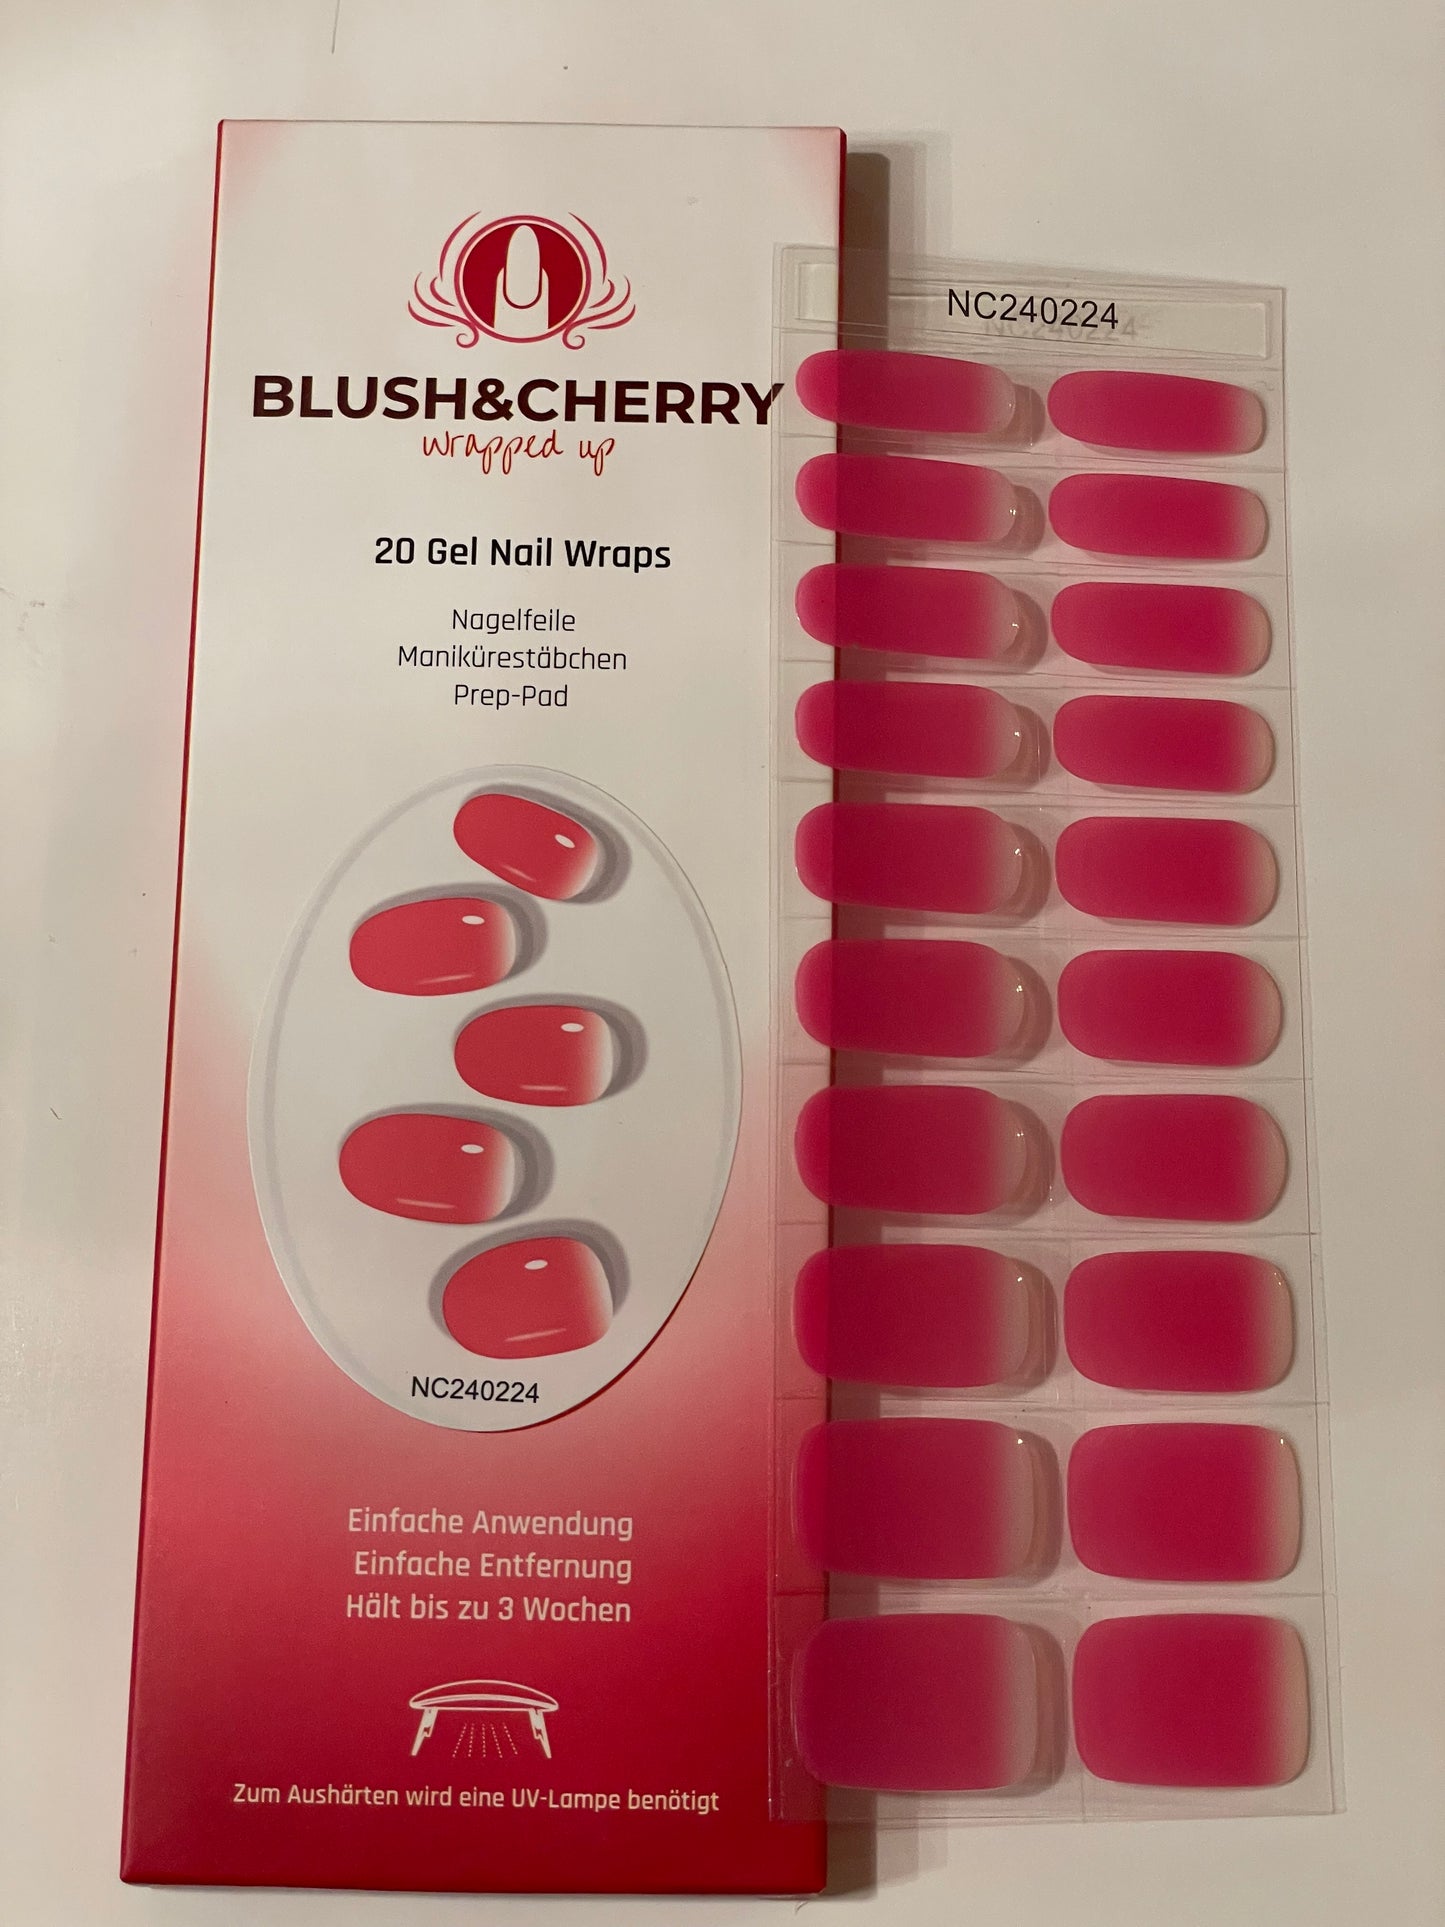 BLUSH&CHERRY
wrapped up
20 Gel Nail Wraps
Nagelfeile
Manikürestäbchen
Prep-Pad
NC240224
Einfache Anwendung
Einfache Entfernung
Hält bis zu 3 Wochen
Zum Aushärten wird eine UV-Lampe benötigt
NC240224